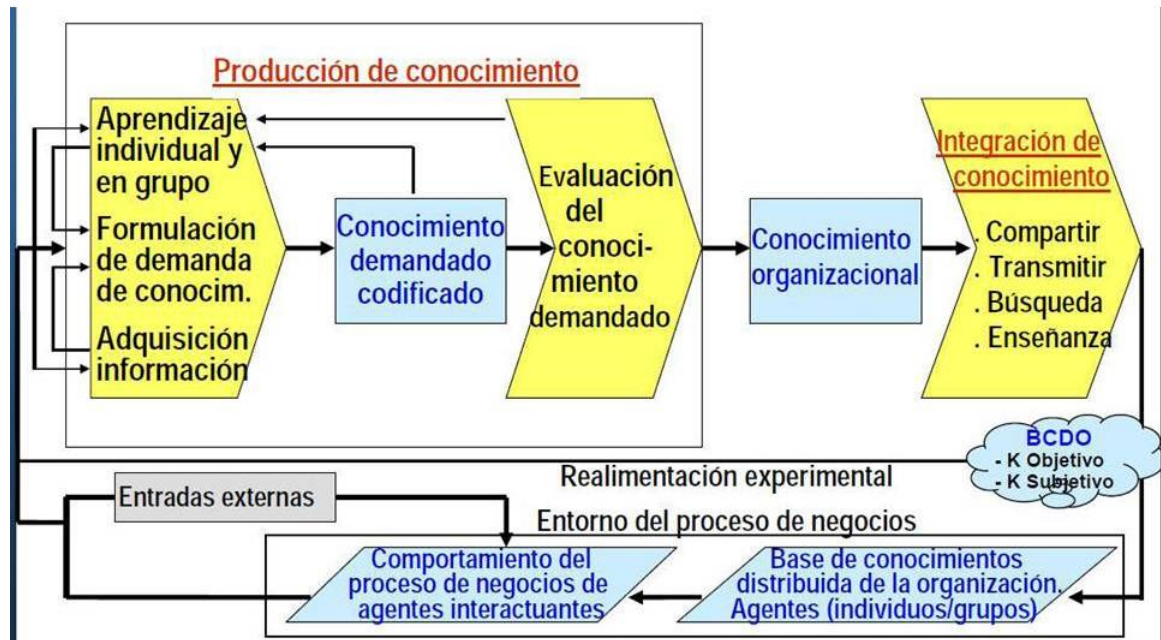 Producción de conocimiento
Aprendizaje
individual y
en grupo
Formulación
de demanda
de conocim.
Adquisición
información
Conocimiento
demandado
codificado
Evaluación
del
conoci-
miento
demandado
Conocimiento
organizacional
Integración de
conocimiento
. Compartir
. Transmitir
. Búsqueda
. Enseñanza
BCDO
- K Objetivo
- K Subjetivo
Realimentación experimental
Entradas externas
Entorno del proceso de negocios
Comportamiento del
proceso de negocios de
agentes interactuantes
Base de conocimientos
distribuida de la organización.
Agentes (individuos/grupos)